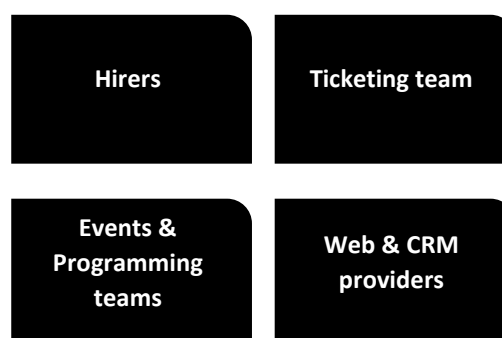 Hirers
Ticketing team
Events &
Programming
teams
Web & CRM
providers